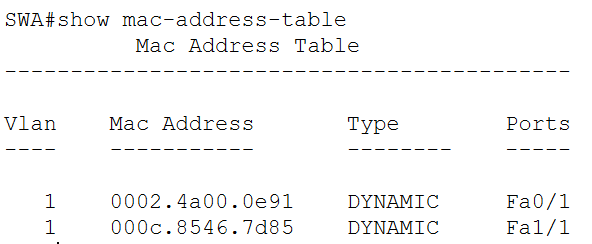 SWA#show mac-address-table
Mac Address Table
-------------------------------------------
Vlan Mac Address Type Ports
---- ----------- -------- -----
1 0002.4a00.0e91 DYNAMIC Fa0/1
1 000c.8546.7d85 DYNAMIC Fa1/1